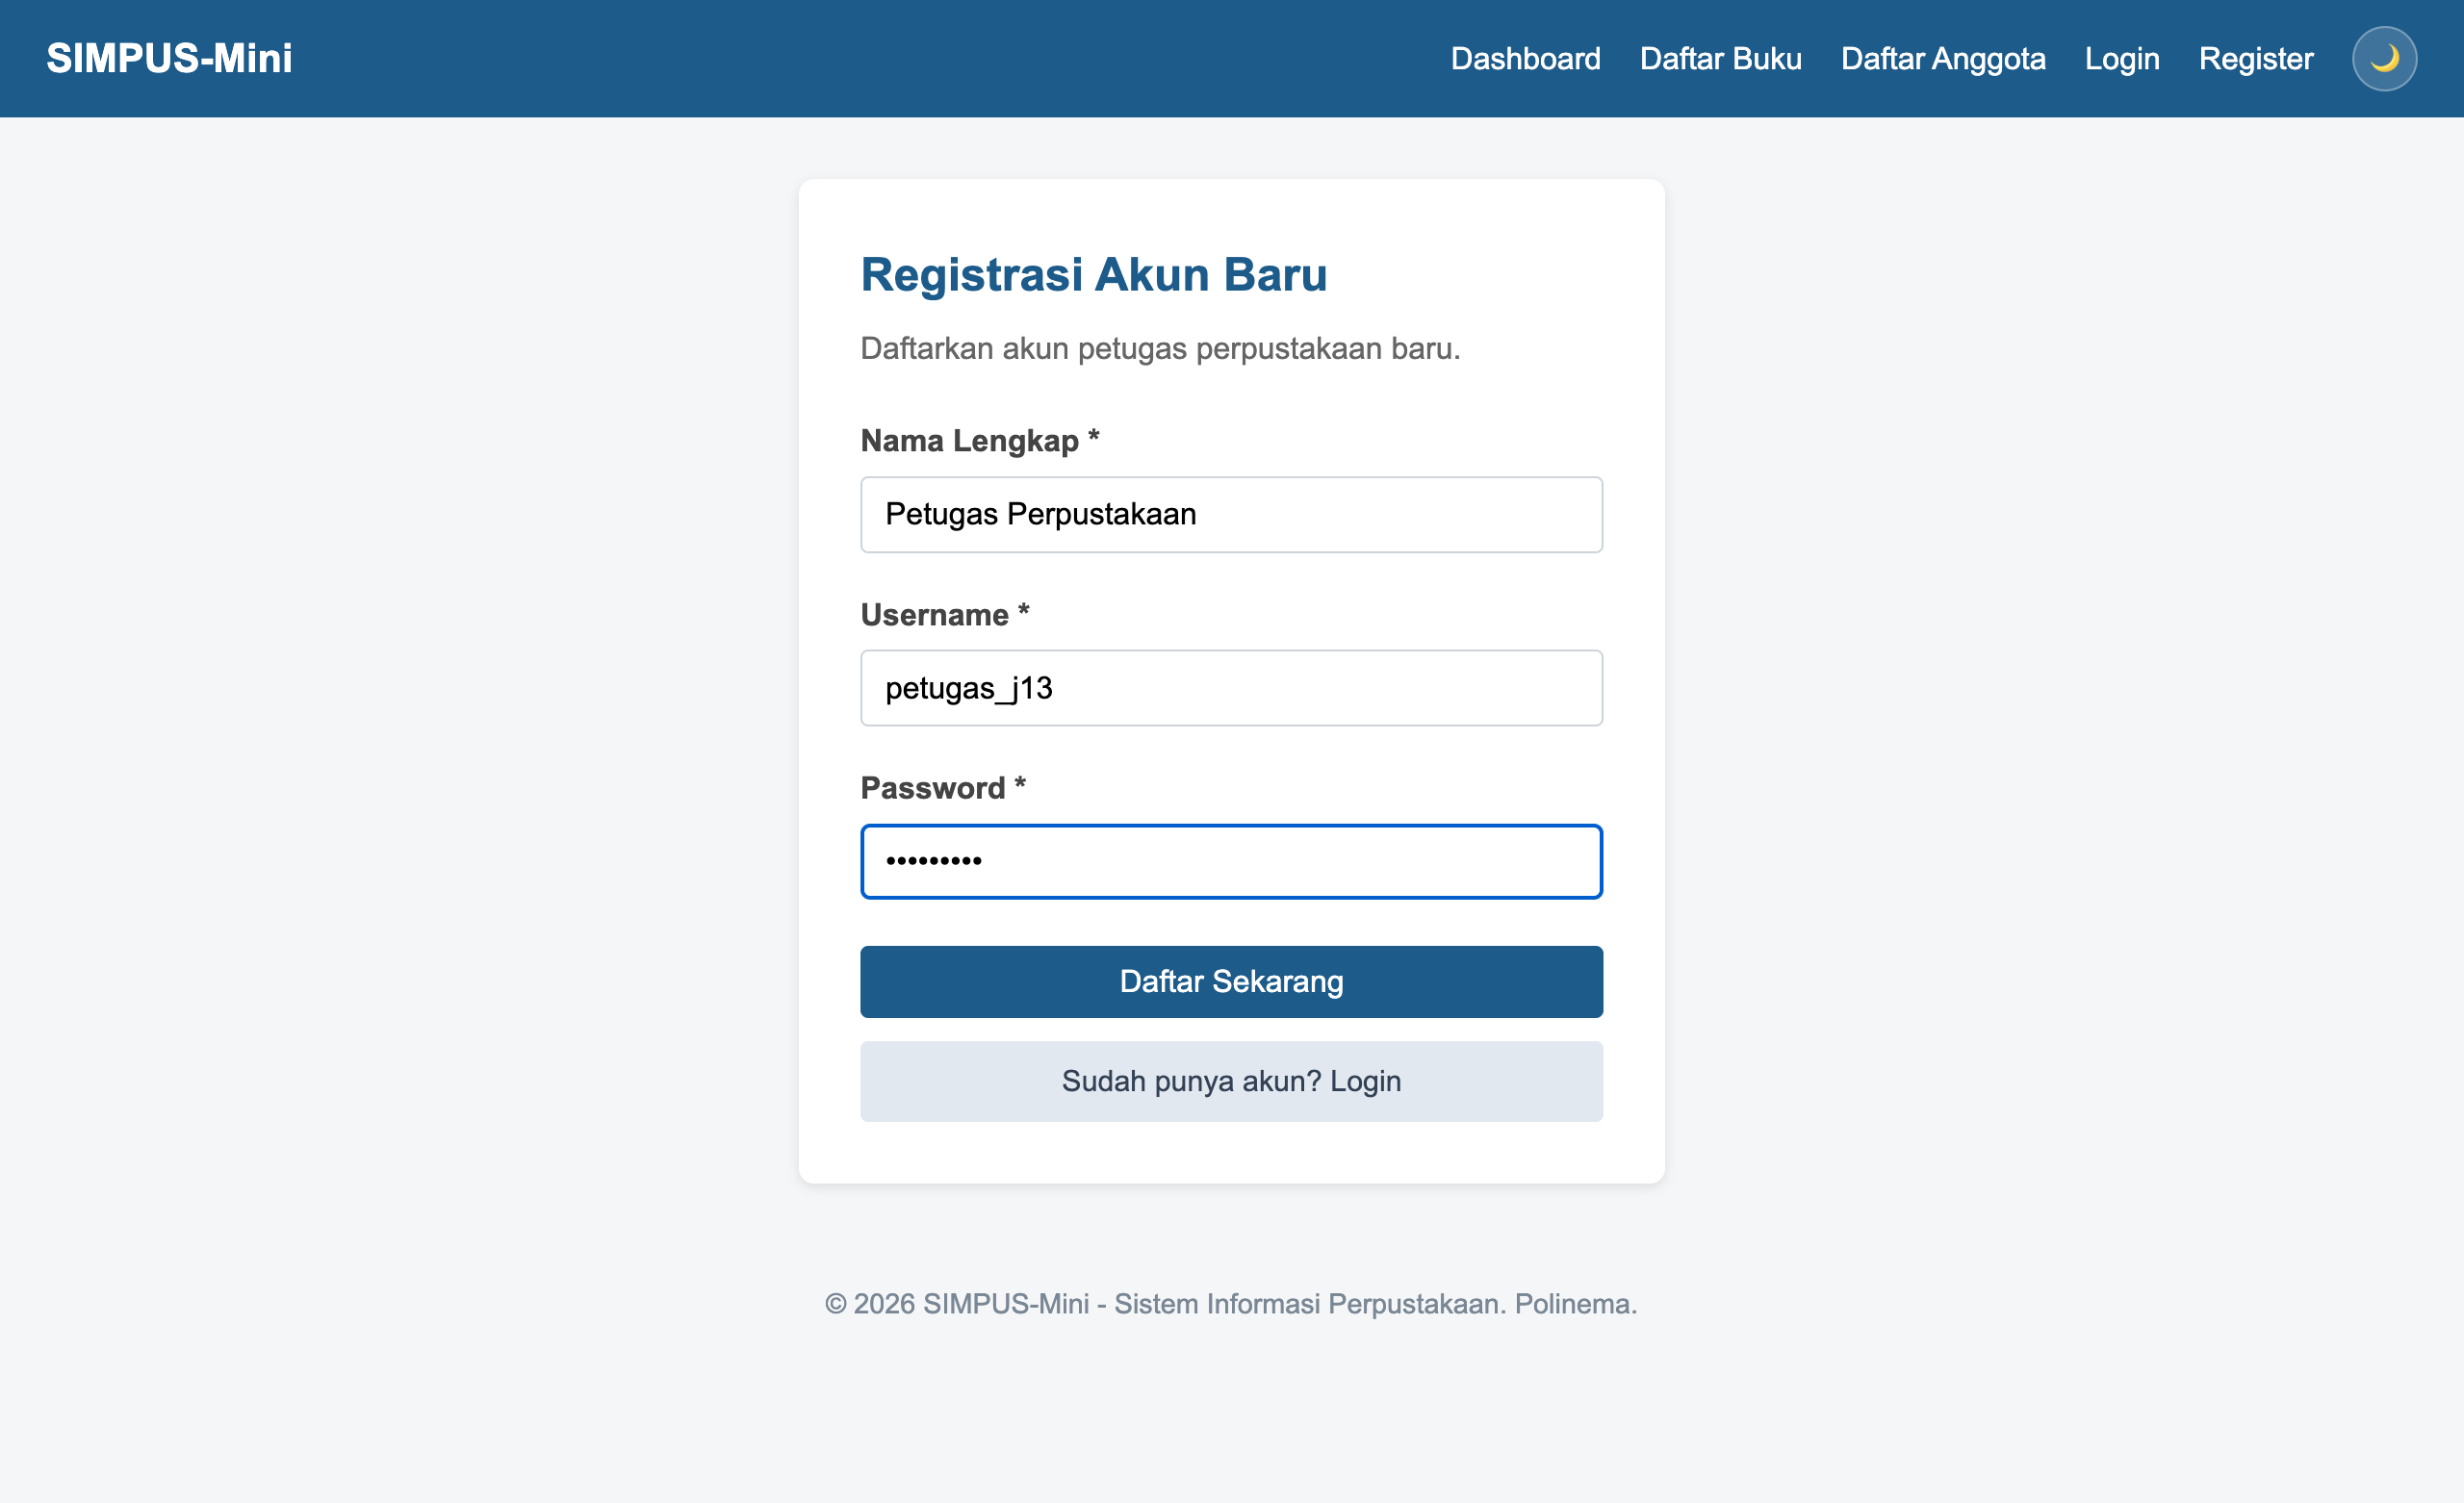 SIMPUS-Mini
Dashboard Daftar Buku Daftar Anggota Login Register
Registrasi Akun Baru
Daftarkan akun petugas perpustakaan baru.
Nama Lengkap *
Petugas Perpustakaan
Username *
petugas_j13
Password *
•••••••••
Daftar Sekarang
Sudah punya akun? Login
© 2026 SIMPUS-Mini - Sistem Informasi Perpustakaan. Polinema.